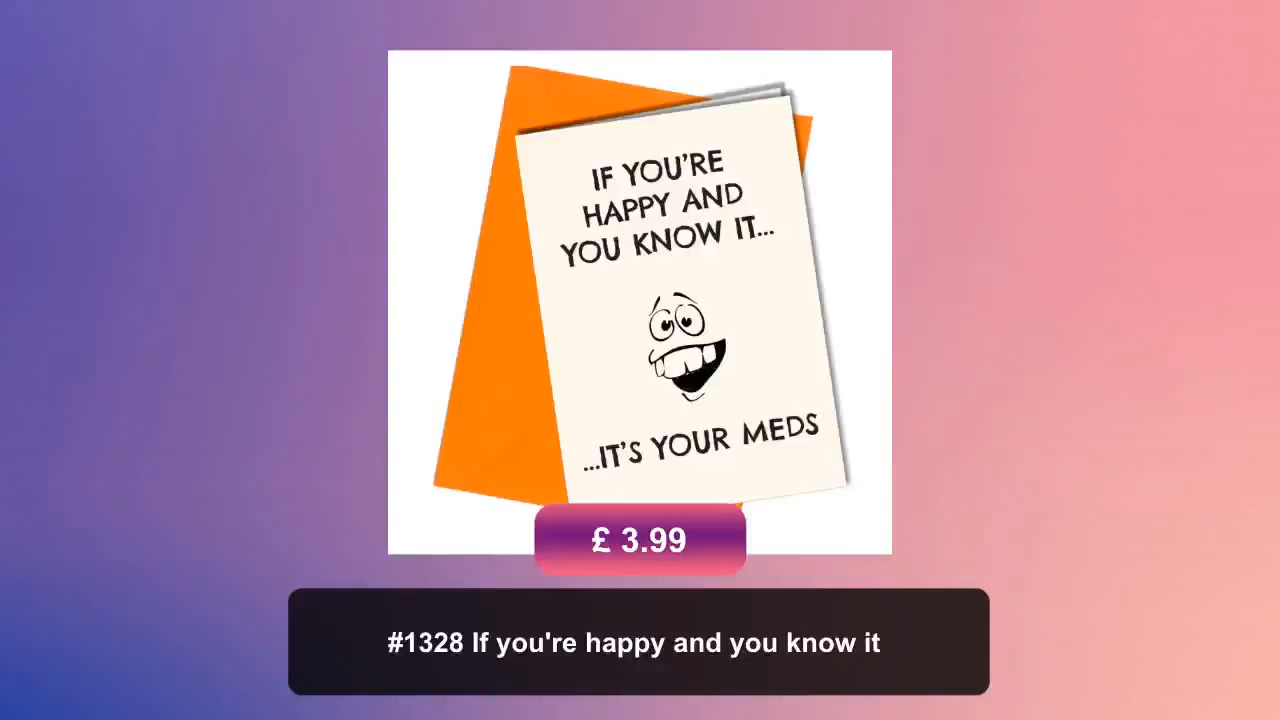 IF YOU'RE
HAPPY AND
YOU KNOW IT...
...IT'S YOUR MEDS
£ 3.99
#1328 If you're happy and you know it